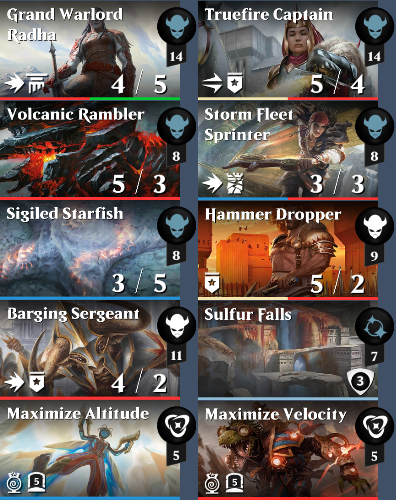 Grand Warlord
Radha
14
4 / 5
Truefire Captain
14
5 / 4
Volcanic Rambler
8
5 / 3
Storm Fleet
Sprinter
8
3 / 3
Sigiled Starfish
8
3 / 5
Hammer Dropper
9
5 / 2
Barging Sergeant
11
4 / 2
Sulfur Falls
7
3
Maximize Altitude
5
5
Maximize Velocity
5
5